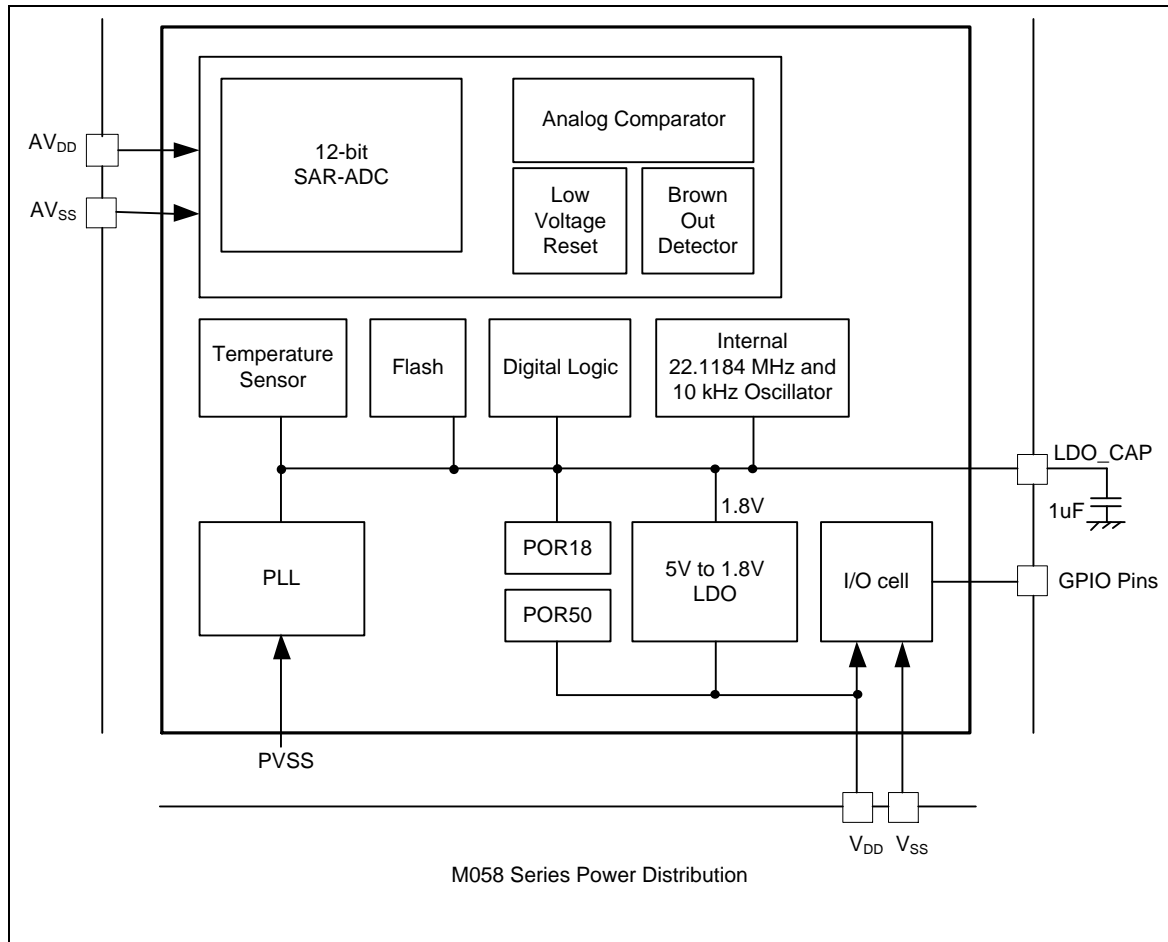 AVDD
AVSS
12-bit
SAR-ADC
Analog Comparator
Low
Voltage
Reset
Brown
Out
Detector
Temperature
Sensor
Flash
Digital Logic
Internal
22.1184 MHz and
10 kHz Oscillator
LDO_CAP
1uF
1.8V
PLL
POR18
POR50
5V to 1.8V
LDO
I/O cell
GPIO Pins
PVSS
VDD
VSS
M058 Series Power Distribution